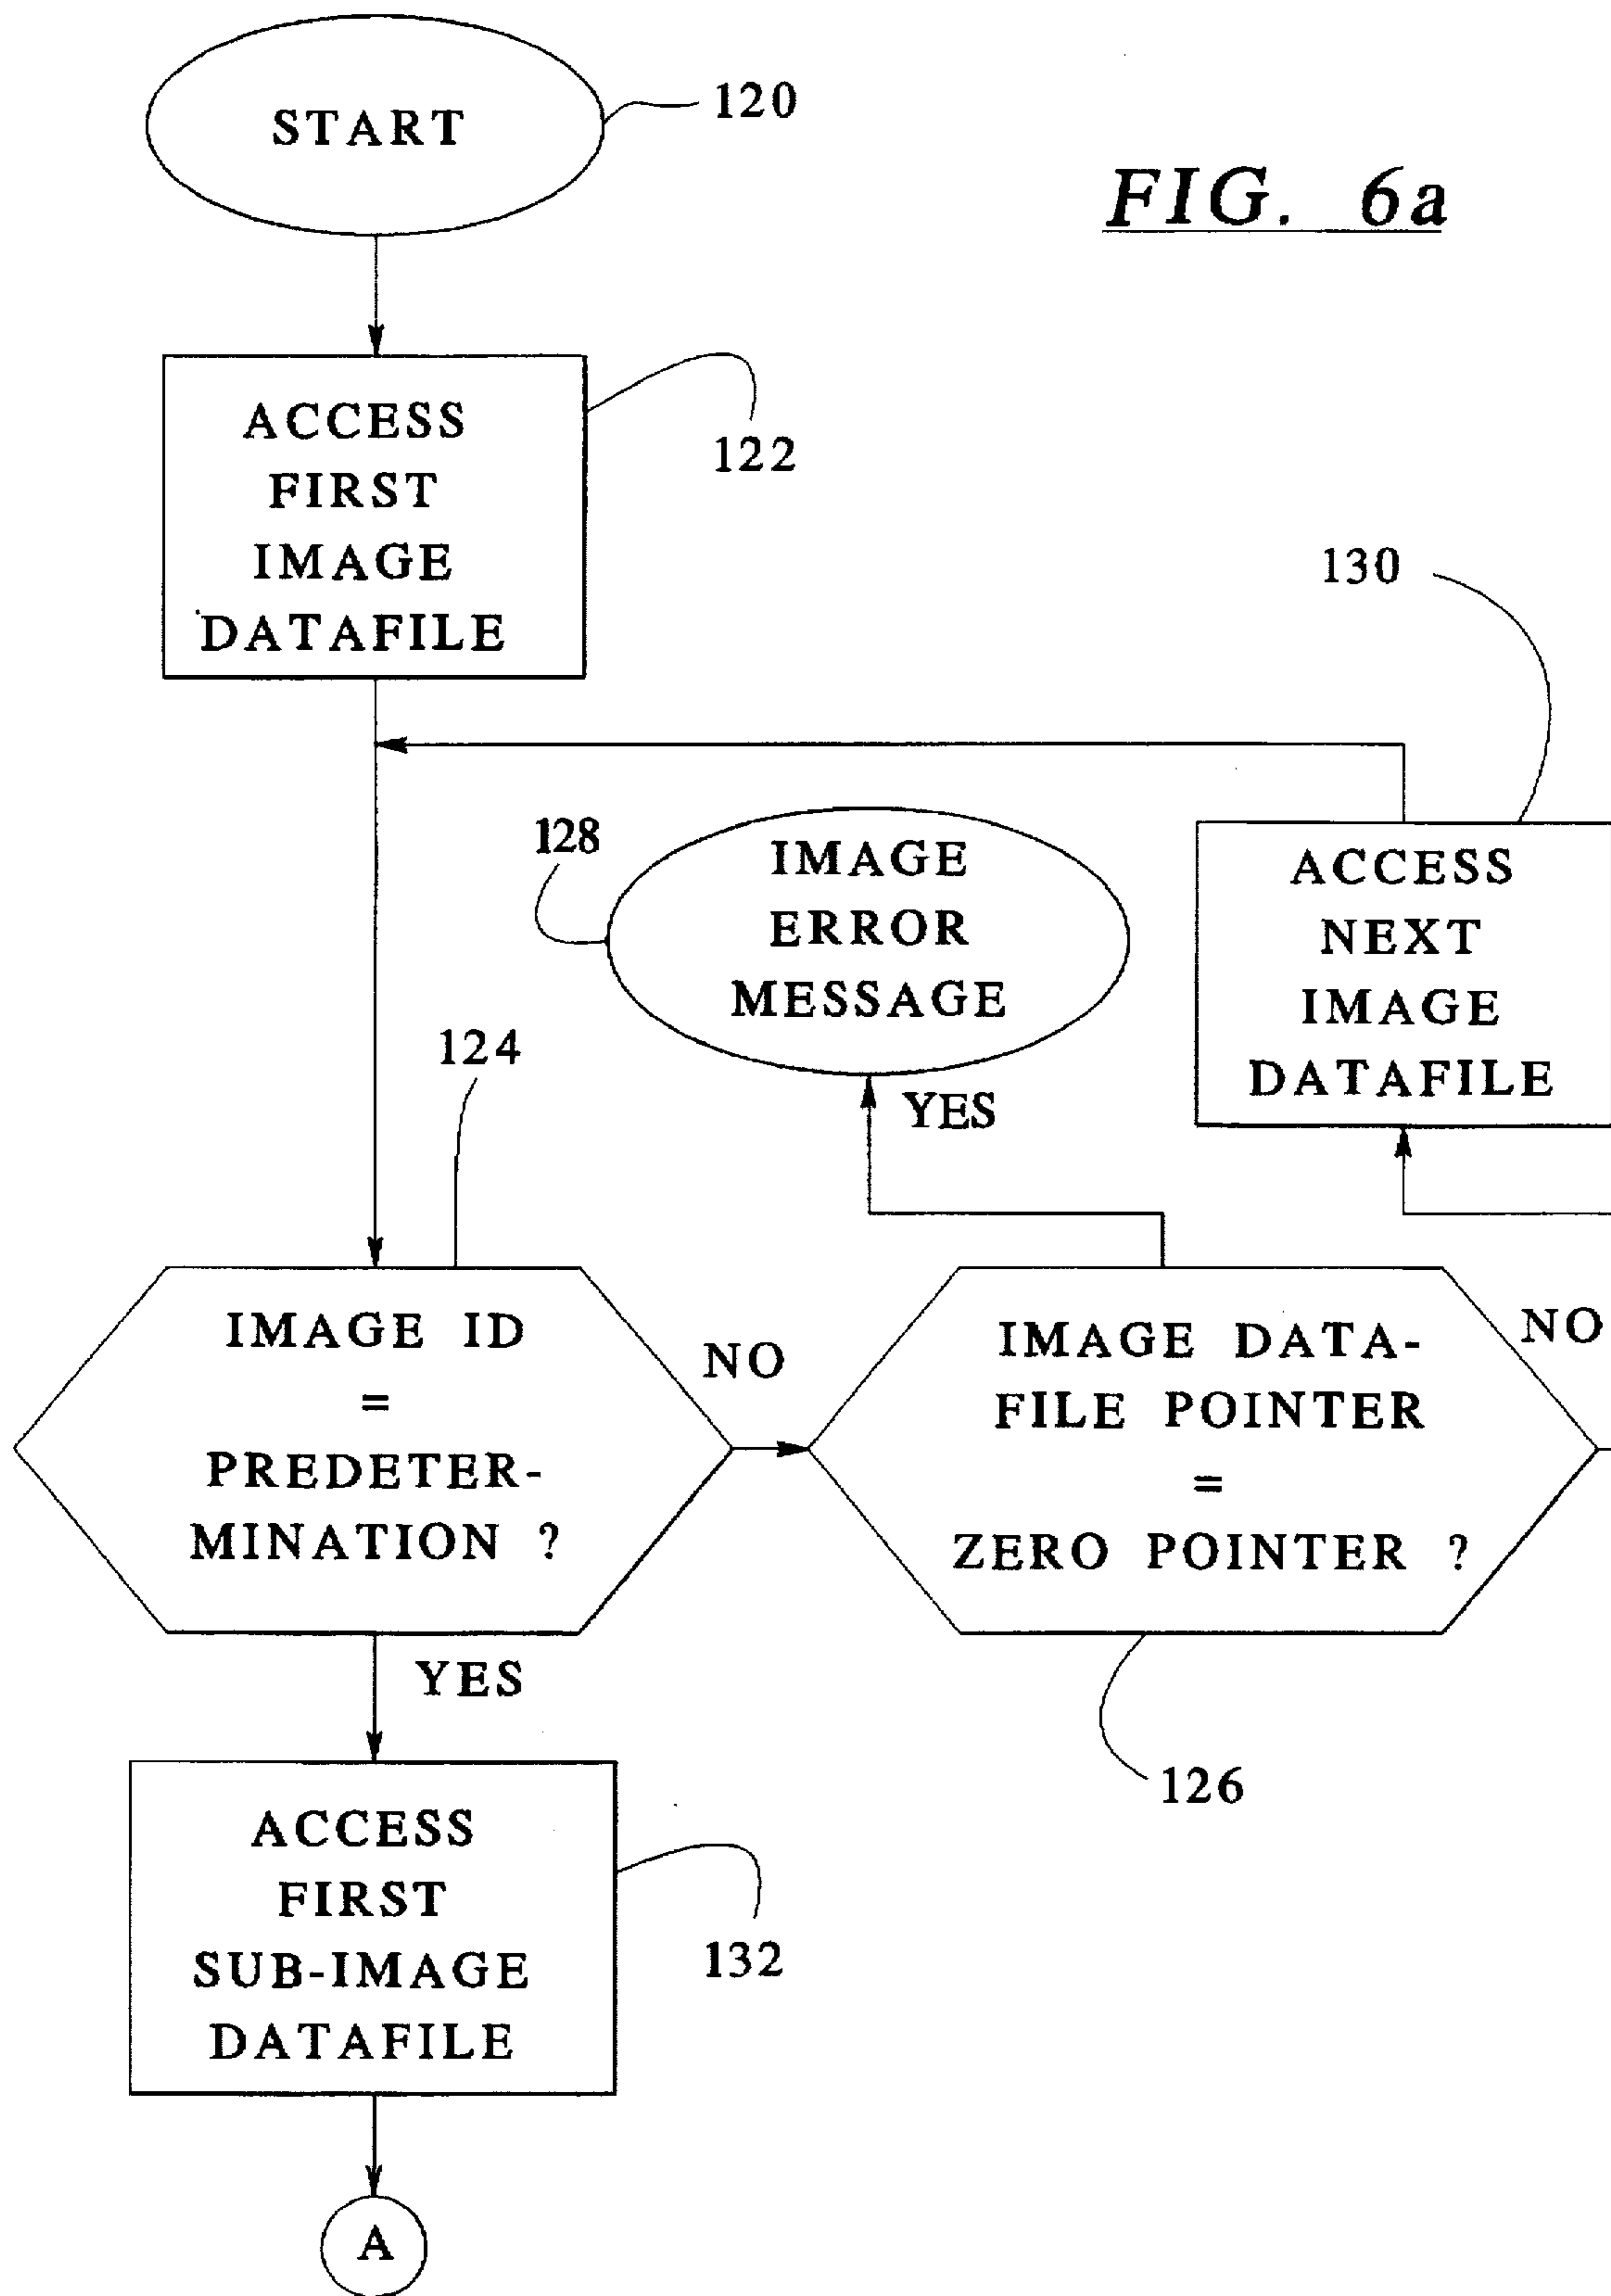 START
120
FIG. 6a
ACCESS
FIRST
IMAGE
DATAFILE
122
130
128
IMAGE
ERROR
MESSAGE
ACCESS
NEXT
IMAGE
DATAFILE
124
YES
IMAGE ID
=
PREDETER-
MINATION ?
NO
IMAGE DATA-
FILE POINTER
=
ZERO POINTER ?
NO
YES
126
ACCESS
FIRST
SUB-IMAGE
DATAFILE
132
A